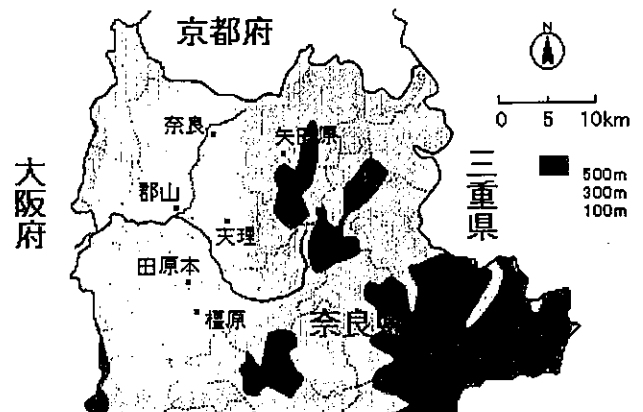 京都府
N
奈良
矢田原
0 5 10km
大阪府
三重県
500m
300m
100m
郡山
天理
田原本
橿原
奈良県